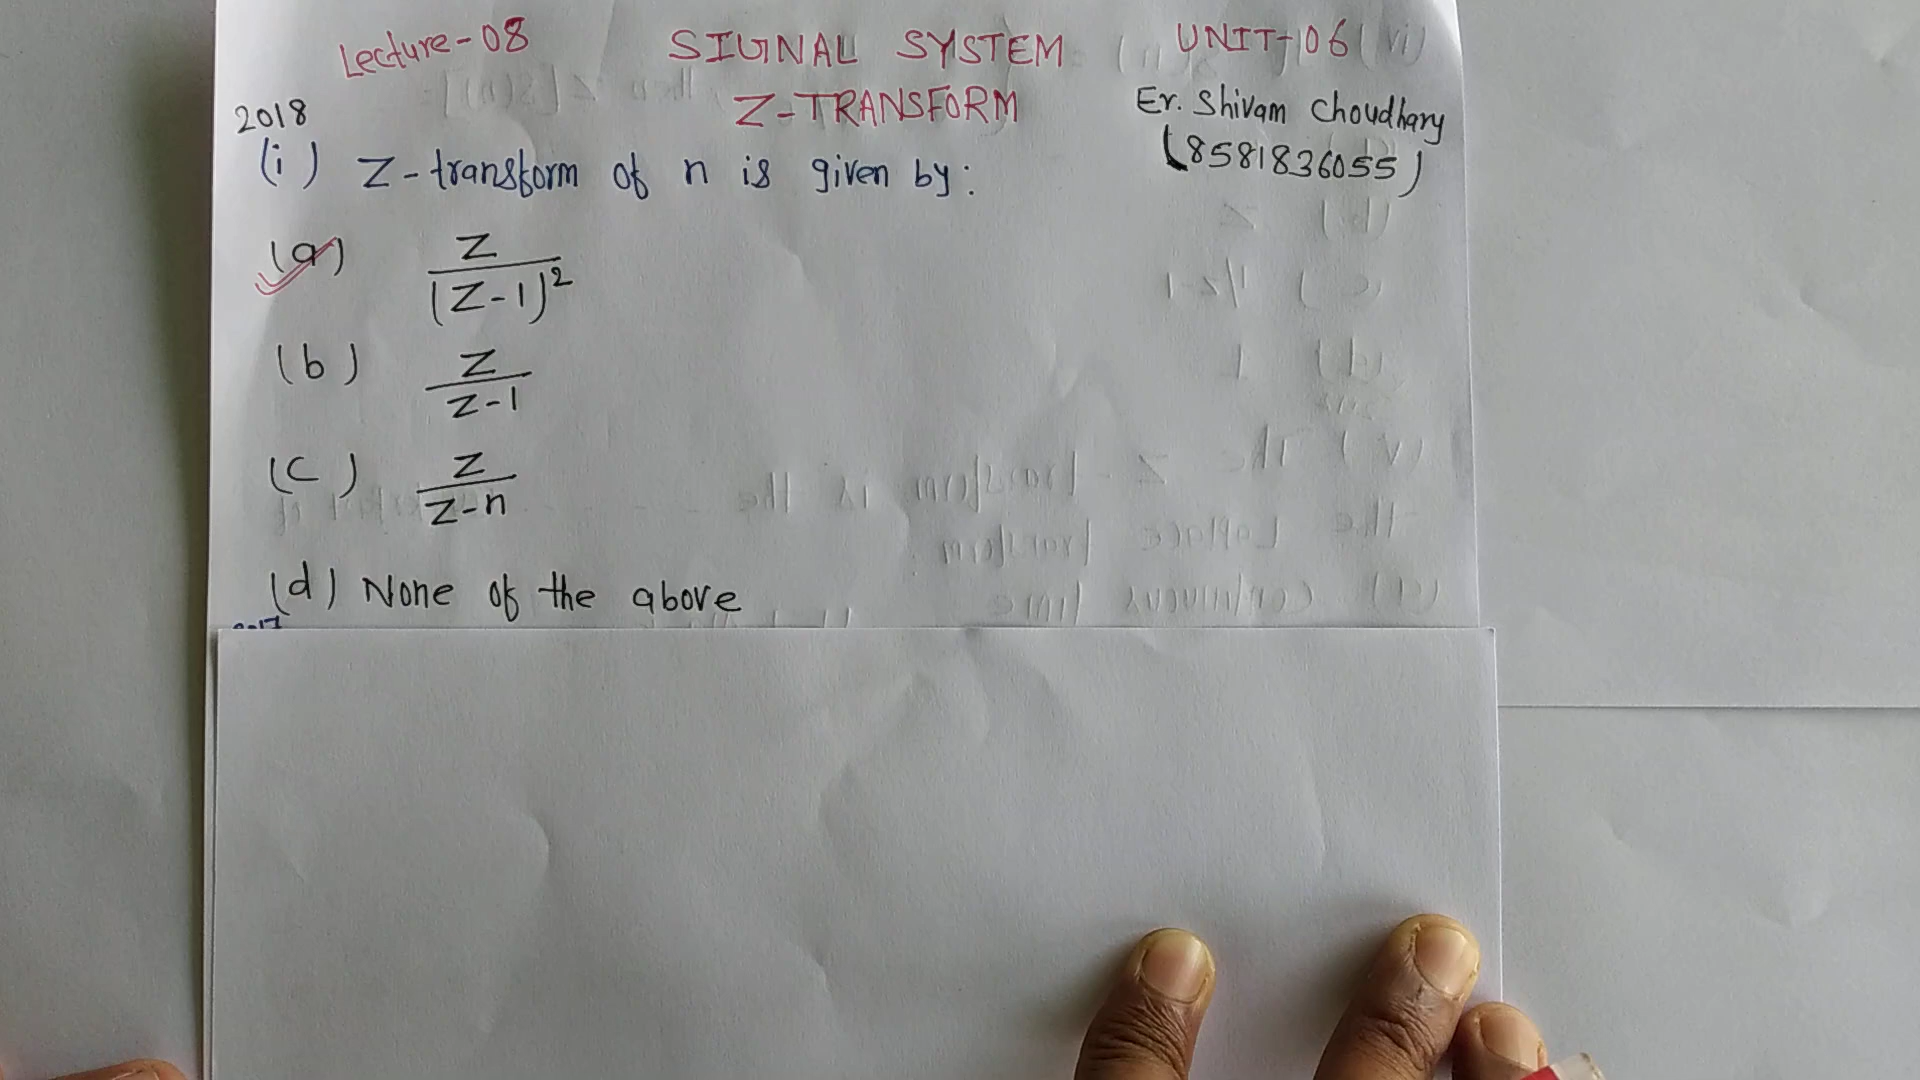 Lecture-08 SIGNAL SYSTEM UNIT-06
Z-TRANSFORM Er. Shivam Choudhary
2018 (8581836055)
(i) Z-transform of n is given by:
(a) Z/(Z-1)²
(b) Z/Z-1
(c) Z/Z-n
(d) None of the above